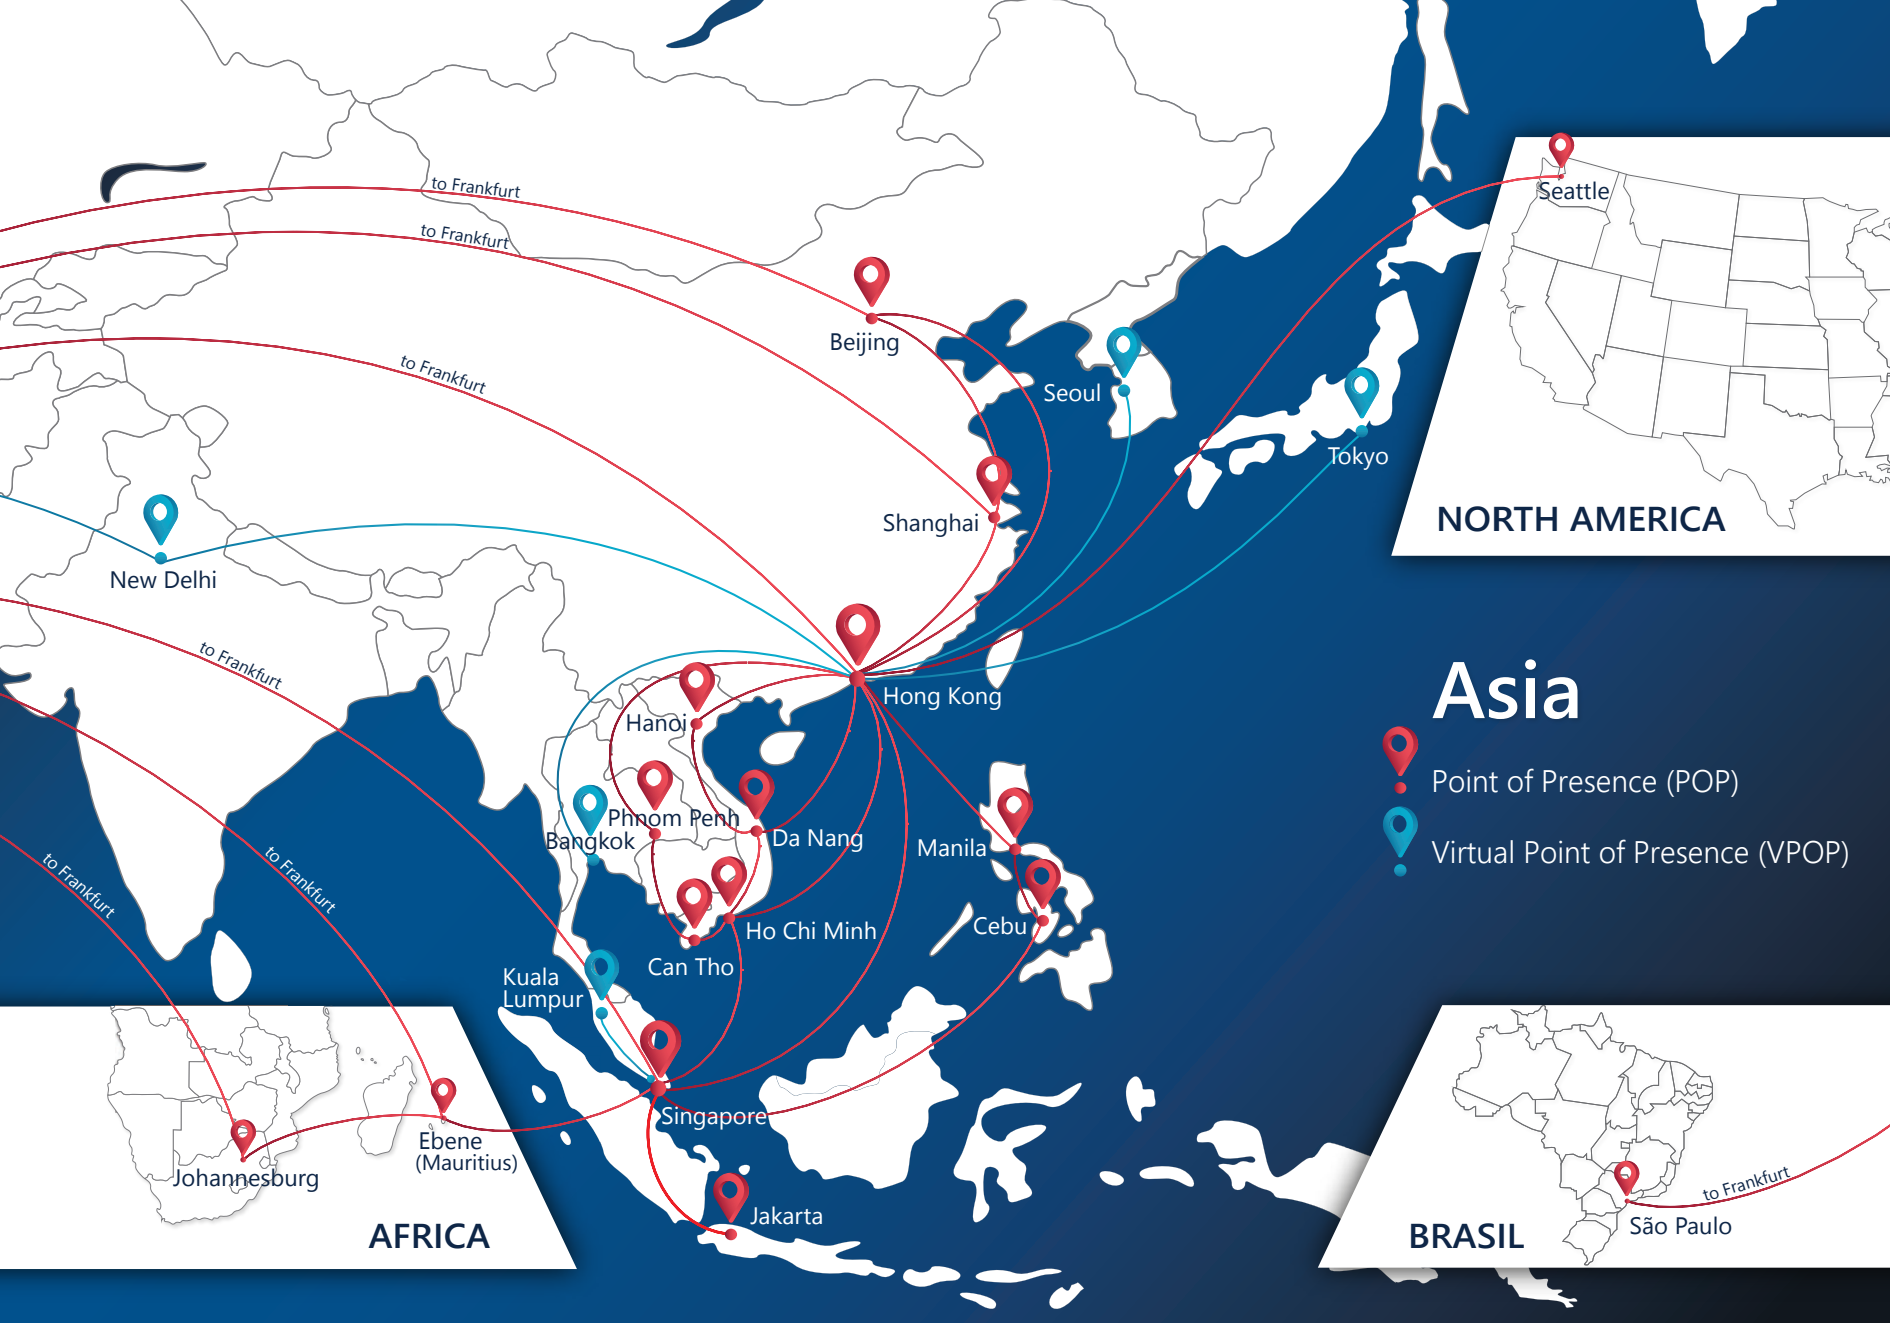 to Frankfurt
Seattle
to Frankfurt
Beijing
to Frankfurt
Seoul
Tokyo
Shanghai
NORTH AMERICA
New Delhi
to Frankfurt
Hong Kong
Hanoi
Asia
Point of Presence (POP)
Phnom Penh
Bangkok
Da Nang
Manila
Virtual Point of Presence (VPOP)
to Frankfurt
to Frankfurt
Ho Chi Minh
Cebu
Can Tho
Kuala
Lumpur
Singapore
Ebene
(Mauritius)
Johannesburg
Jakarta
AFRICA
to Frankfurt
São Paulo
BRASIL